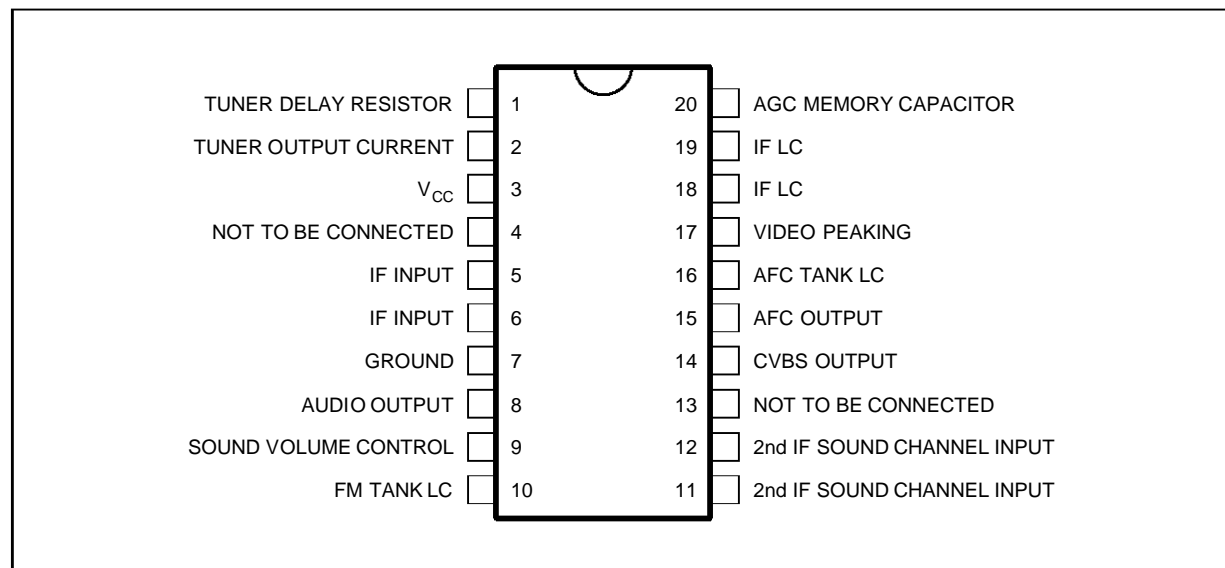 TUNER DELAY RESISTOR 1 20 AGC MEMORY CAPACITOR
TUNER OUTPUT CURRENT 2 19 IF LC
VCC 3 18 IF LC
NOT TO BE CONNECTED 4 17 VIDEO PEAKING
IF INPUT 5 16 AFC TANK LC
IF INPUT 6 15 AFC OUTPUT
GROUND 7 14 CVBS OUTPUT
AUDIO OUTPUT 8 13 NOT TO BE CONNECTED
SOUND VOLUME CONTROL 9 12 2nd IF SOUND CHANNEL INPUT
FM TANK LC 10 11 2nd IF SOUND CHANNEL INPUT